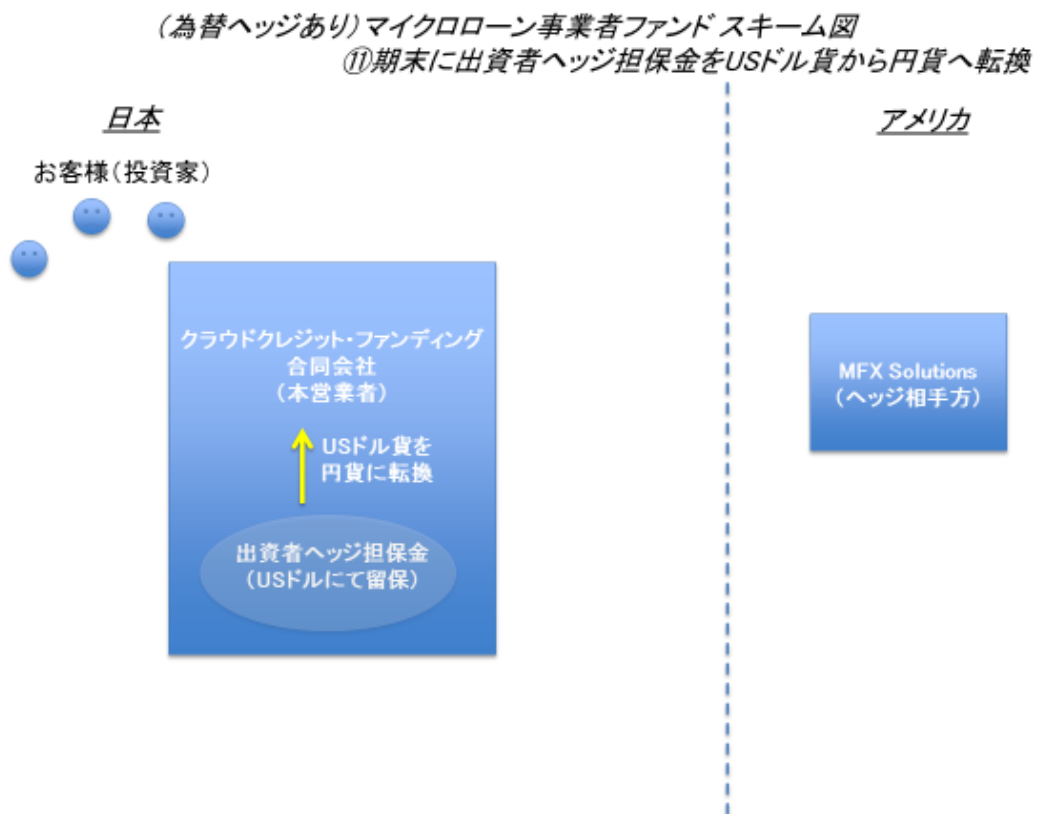 (為替ヘッジあり)マイクロローン事業者ファンド スキーム図
⑪期末に出資者ヘッジ担保金をUSドル貨から円貨へ転換
日本
アメリカ
お客様(投資家)
クラウドクレジット・ファンディング
合同会社
(本営業者)
USドル貨を
円貨に転換
出資者ヘッジ担保金
(USドルにて留保)
MFX Solutions
(ヘッジ相手方)